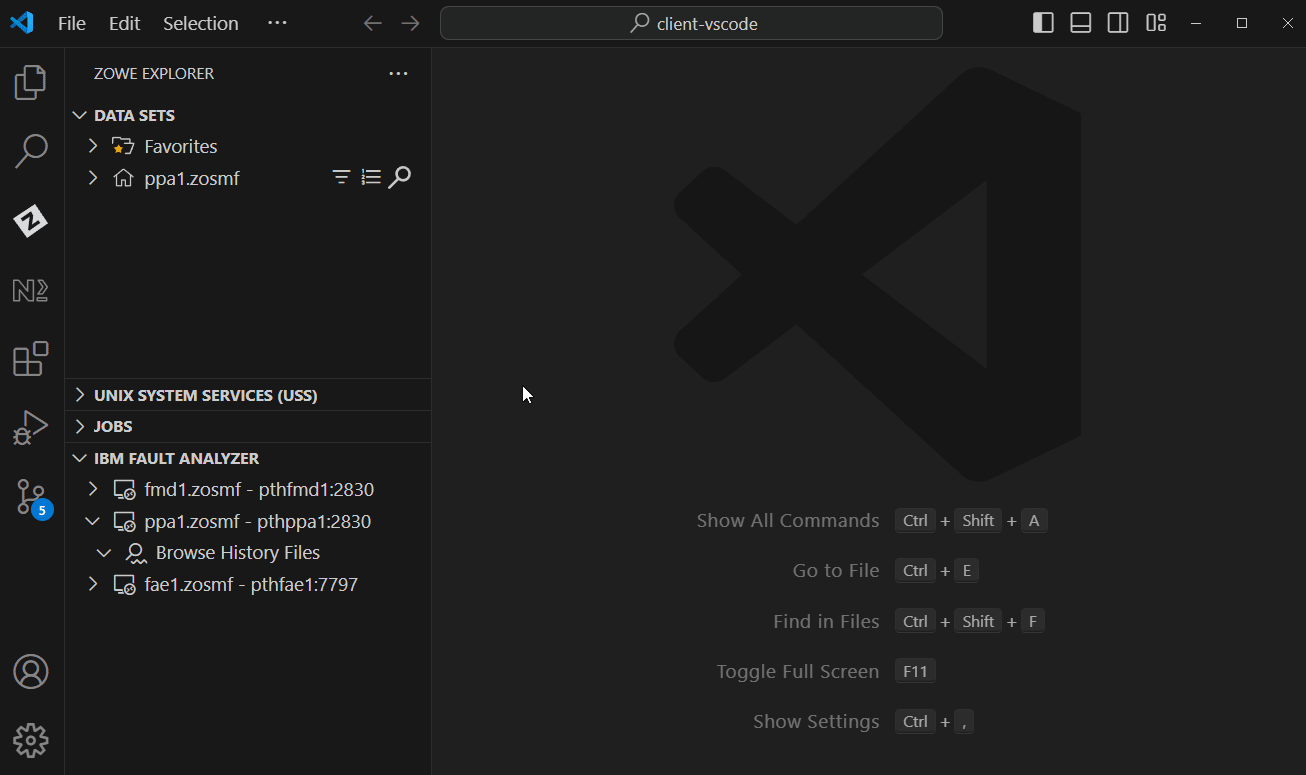 File Edit Selection ··· client-vscode
ZOWE EXPLORER
DATA SETS
Favorites
ppa1.zosmf
UNIX SYSTEM SERVICES (USS)
JOBS
IBM FAULT ANALYZER
fmd1.zosmf - pthfmd1:2830
ppa1.zosmf - pthppa1:2830
Browse History Files
fae1.zosmf - pthfae1:7797
5
Show All Commands Ctrl + Shift + A
Go to File Ctrl + E
Find in Files Ctrl + Shift + F
Toggle Full Screen F11
Show Settings Ctrl + ,